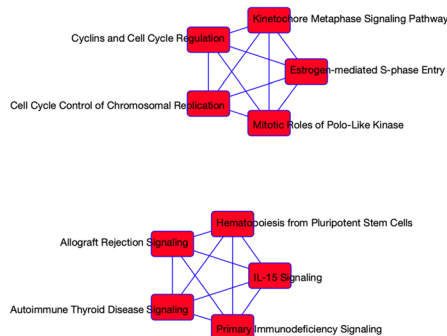 Kinetochore Metaphase Signaling Pathway
Cyclins and Cell Cycle Regulation
Estrogen-mediated S-phase Entry
Cell Cycle Control of Chromosomal Replication
Mitotic Roles of Polo-Like Kinase
Hematopoiesis from Pluripotent Stem Cells
Allograft Rejection Signaling
IL-15 Signaling
Autoimmune Thyroid Disease Signaling
Primary Immunodeficiency Signaling